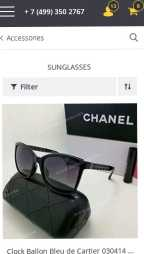 + 7 (499) 350 2767
Accessories
SUNGLASSES
Filter
CHANEL
Clock Ballon Bleu de Cartier 030414 ...